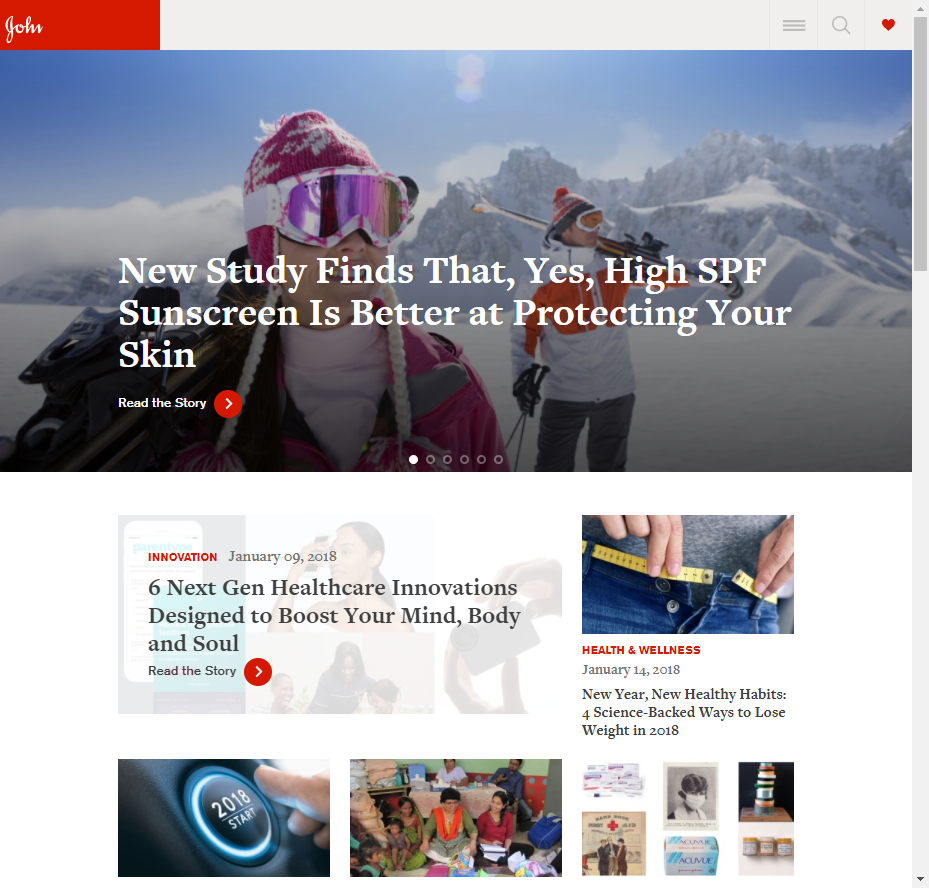 John
New Study Finds That, Yes, High SPF
Sunscreen Is Better at Protecting Your
Skin
Read the Story
INNOVATION January 09, 2018
6 Next Gen Healthcare Innovations
Designed to Boost Your Mind, Body
and Soul
Read the Story
HEALTH & WELLNESS
January 14, 2018
New Year, New Healthy Habits:
4 Science-Backed Ways to Lose
Weight in 2018
2018
START
ACUVUE
ACUVUE